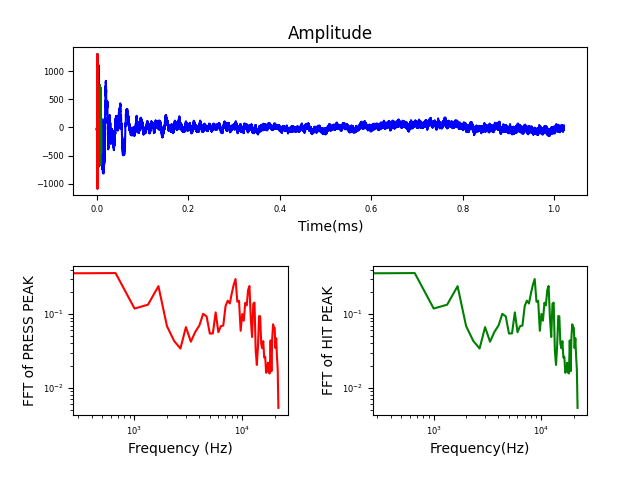 Amplitude
1000
500
0
−500
−1000
0.0 0.2 0.4 0.6 0.8 1.0
Time(ms)
FFT of PRESS PEAK
10⁻¹
10⁻²
10³ 10⁴
Frequency (Hz)
FFT of HIT PEAK
10⁻¹
10⁻²
10³ 10⁴
Frequency(Hz)